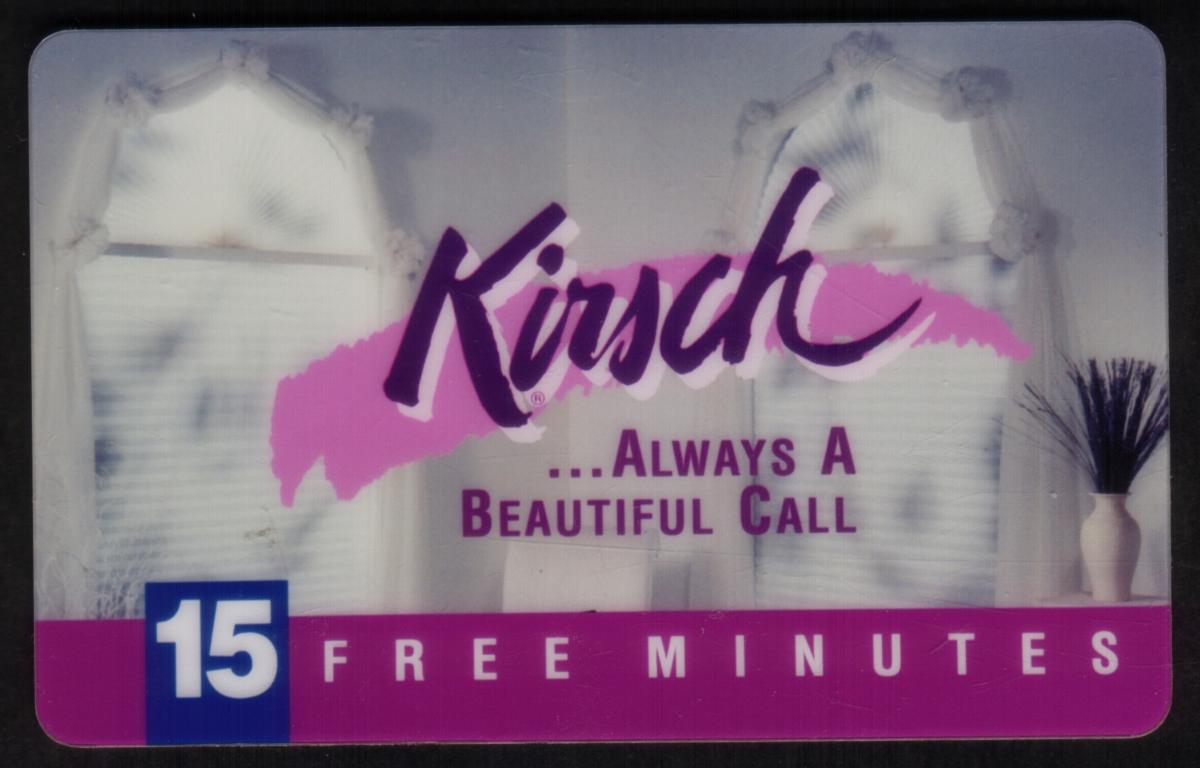 Kirsch®
...ALWAYS A
BEAUTIFUL CALL
15 FREE MINUTES